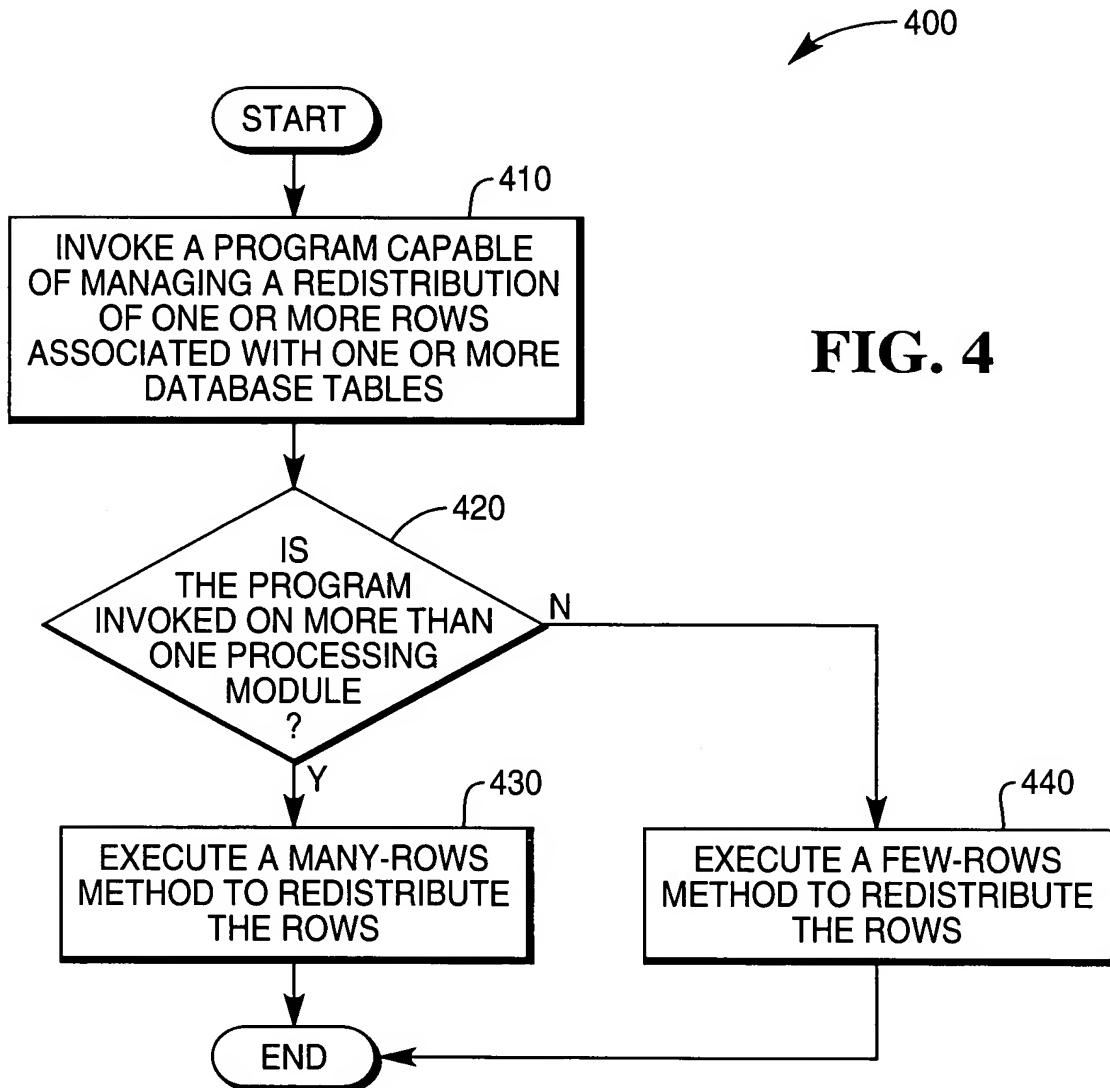 400
START
410
INVOKE A PROGRAM CAPABLE
OF MANAGING A REDISTRIBUTION
OF ONE OR MORE ROWS
ASSOCIATED WITH ONE OR MORE
DATABASE TABLES
FIG. 4
420
IS
THE PROGRAM
INVOKED ON MORE THAN
ONE PROCESSING
MODULE
?
N
Y
430
EXECUTE A MANY-ROWS
METHOD TO REDISTRIBUTE
THE ROWS
440
EXECUTE A FEW-ROWS
METHOD TO REDISTRIBUTE
THE ROWS
END